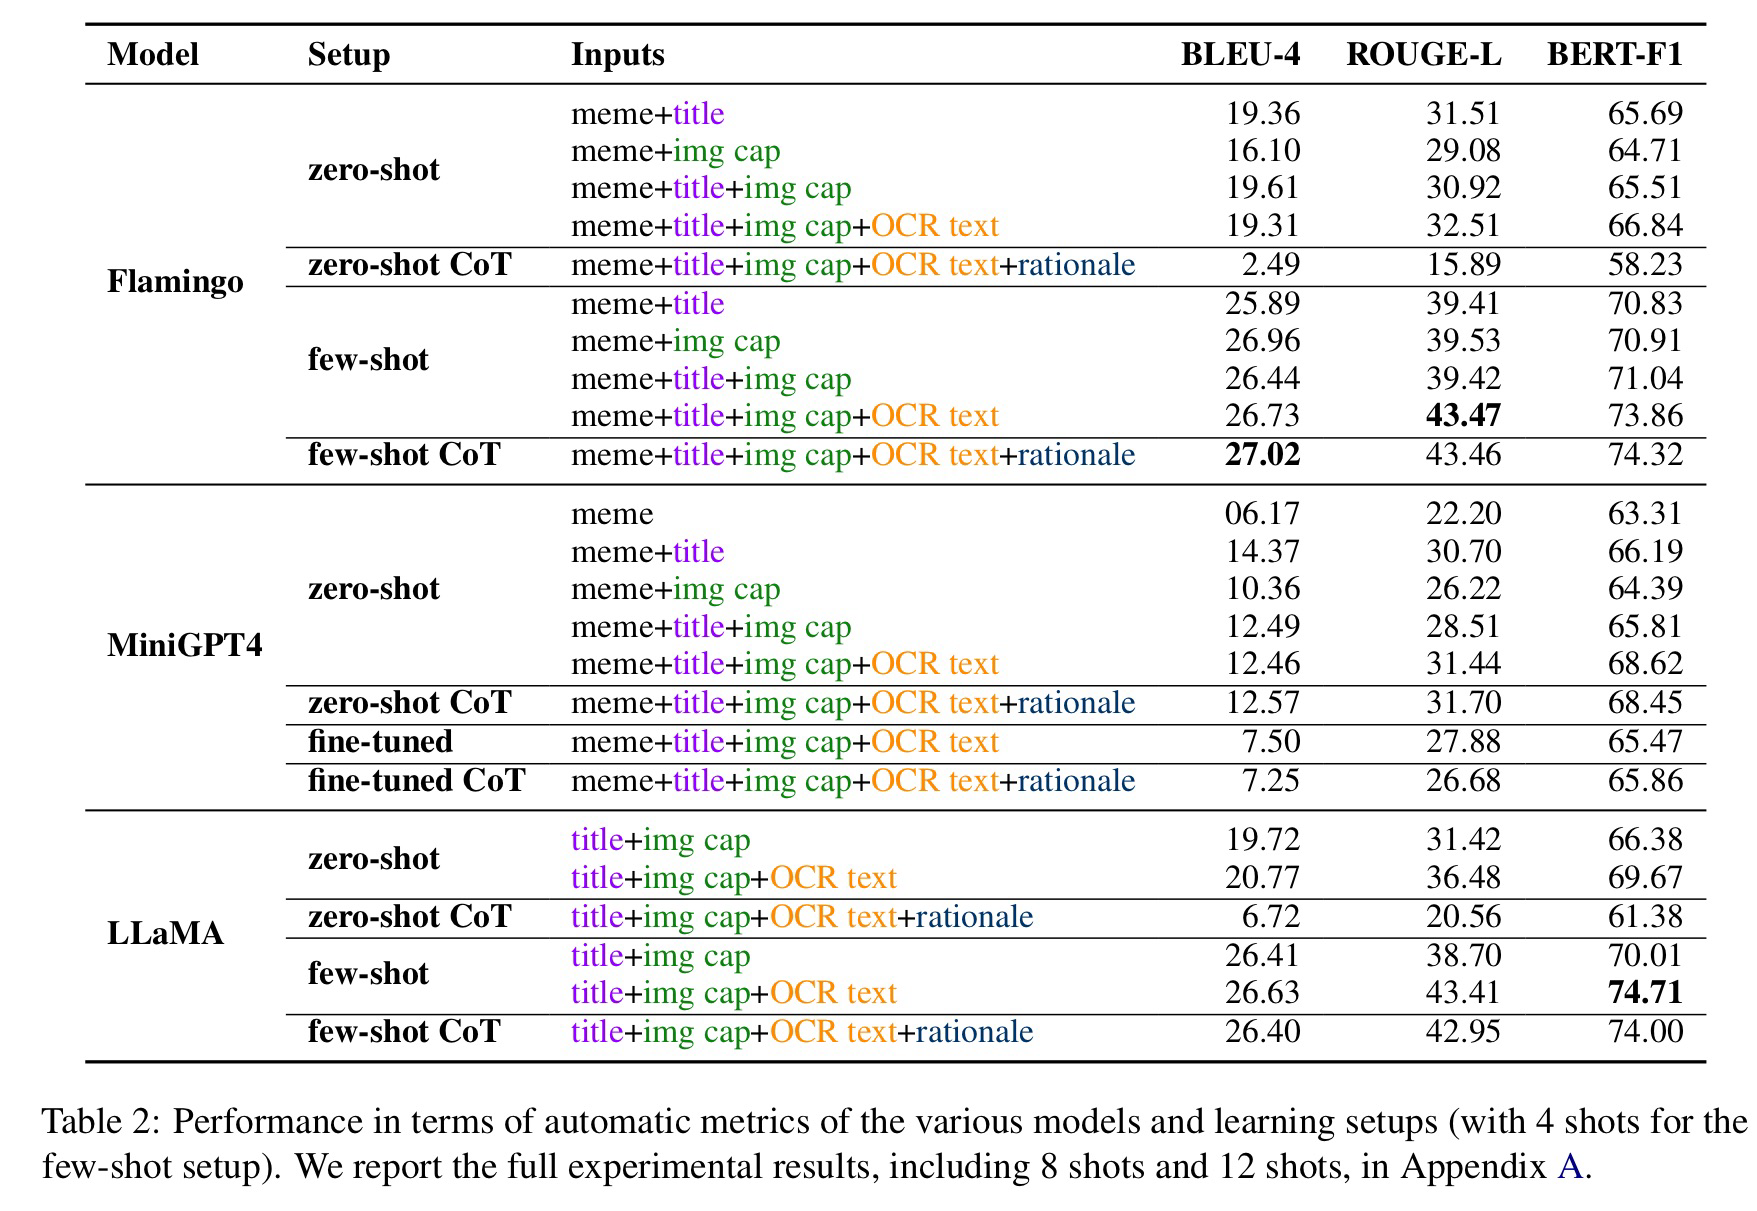 Model Setup Inputs BLEU-4 ROUGE-L BERT-F1
meme+title 19.36 31.51 65.69
meme+img cap 16.10 29.08 64.71
zero-shot
meme+title+img cap 19.61 30.92 65.51
meme+title+img cap+OCR text 19.31 32.51 66.84
zero-shot CoT meme+title+img cap+OCR text+rationale 2.49 15.89 58.23
Flamingo
meme+title 25.89 39.41 70.83
meme+img cap 26.96 39.53 70.91
few-shot
meme+title+img cap 26.44 39.42 71.04
meme+title+img cap+OCR text 26.73 43.47 73.86
few-shot CoT meme+title+img cap+OCR text+rationale 27.02 43.46 74.32
meme 06.17 22.20 63.31
meme+title 14.37 30.70 66.19
zero-shot meme+img cap 10.36 26.22 64.39
meme+title+img cap 12.49 28.51 65.81
MiniGPT4
meme+title+img cap+OCR text 12.46 31.44 68.62
zero-shot CoT meme+title+img cap+OCR text+rationale 12.57 31.70 68.45
fine-tuned meme+title+img cap+OCR text 7.50 27.88 65.47
fine-tuned CoT meme+title+img cap+OCR text+rationale 7.25 26.68 65.86
title+img cap 19.72 31.42 66.38
zero-shot
title+img cap+OCR text 20.77 36.48 69.67
zero-shot CoT title+img cap+OCR text+rationale 6.72 20.56 61.38
LLaMA
title+img cap 26.41 38.70 70.01
few-shot
title+img cap+OCR text 26.63 43.41 74.71
few-shot CoT title+img cap+OCR text+rationale 26.40 42.95 74.00
Table 2: Performance in terms of automatic metrics of the various models and learning setups (with 4 shots for the
few-shot setup). We report the full experimental results, including 8 shots and 12 shots, in Appendix A.